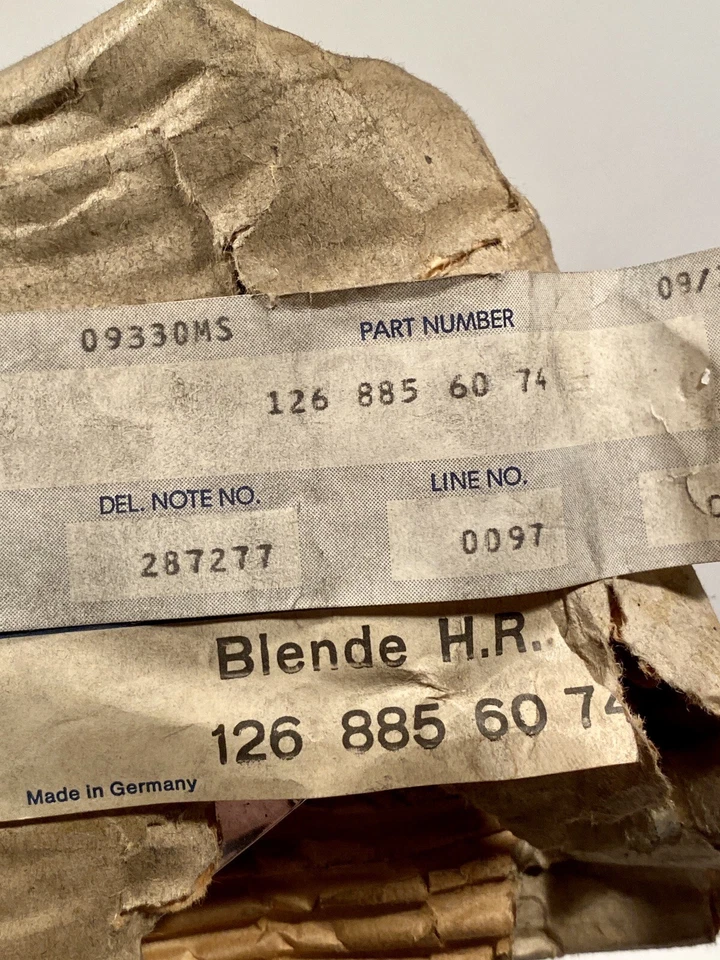 09330MS
09/
PART NUMBER
126 885 60 74
DEL. NOTE NO.
LINE NO.
287277
0097
Blende H.R..
126 885 60 74
Made in Germany